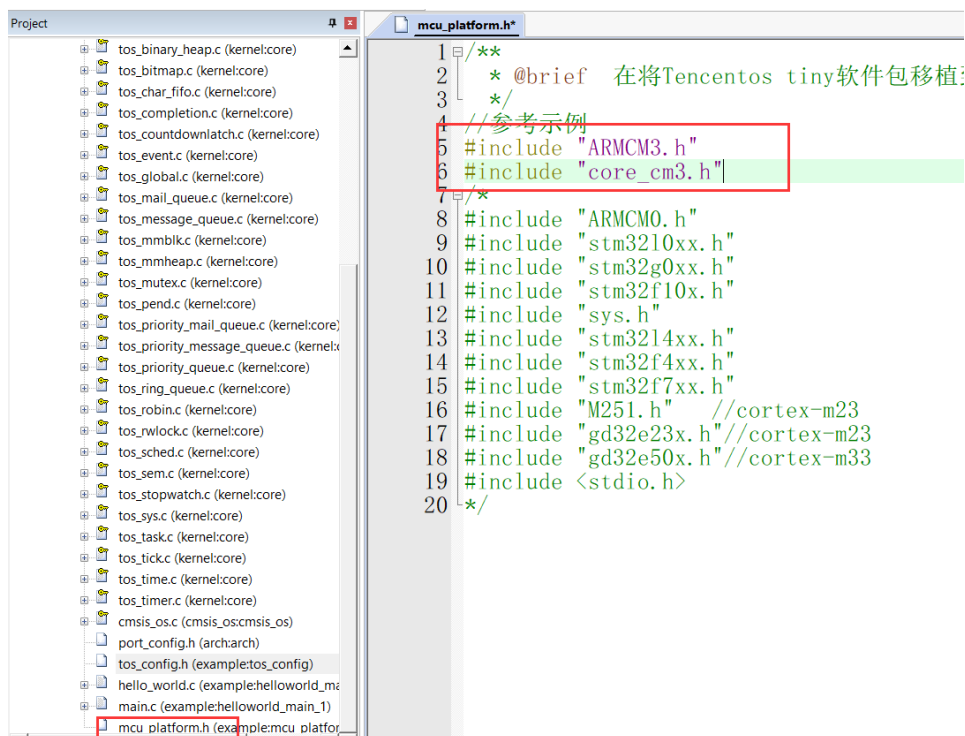 Project
tos_binary_heap.c (kernel:core)
tos_bitmap.c (kernel:core)
tos_char_fifo.c (kernel:core)
tos_completion.c (kernel:core)
tos_countdownlatch.c (kernel:core)
tos_event.c (kernel:core)
tos_global.c (kernel:core)
tos_mail_queue.c (kernel:core)
tos_message_queue.c (kernel:core)
tos_mmblk.c (kernel:core)
tos_mmheap.c (kernel:core)
tos_mutex.c (kernel:core)
tos_pend.c (kernel:core)
tos_priority_mail_queue.c (kernel:core)
tos_priority_message_queue.c (kernel:
tos_priority_queue.c (kernel:core)
tos_ring_queue.c (kernel:core)
tos_robin.c (kernel:core)
tos_rwlock.c (kernel:core)
tos_sched.c (kernel:core)
tos_sem.c (kernel:core)
tos_stopwatch.c (kernel:core)
tos_sys.c (kernel:core)
tos_task.c (kernel:core)
tos_tick.c (kernel:core)
tos_time.c (kernel:core)
tos_timer.c (kernel:core)
cmsis_os.c (cmsis_os:cmsis_os)
port_config.h (arch:arch)
tos_config.h (example:tos_config)
hello_world.c (example:helloworld_ma
main.c (example:helloworld_main_1)
mcu_platform.h (example:mcu_platfor
mcu_platform.h*
1 /**
2 * @brief 在将Tencentos tiny软件包移植
3 */
4 //参考示例
5 #include "ARMCM3.h"
6 #include "core_cm3.h"
7 /*
8 #include "ARMCM0.h"
9 #include "stm32l0xx.h"
10 #include "stm32g0xx.h"
11 #include "stm32f10x.h"
12 #include "sys.h"
13 #include "stm32l4xx.h"
14 #include "stm32f4xx.h"
15 #include "stm32f7xx.h"
16 #include "M251.h" //cortex-m23
17 #include "gd32e23x.h"//cortex-m23
18 #include "gd32e50x.h"//cortex-m33
19 #include <stdio.h>
20 */